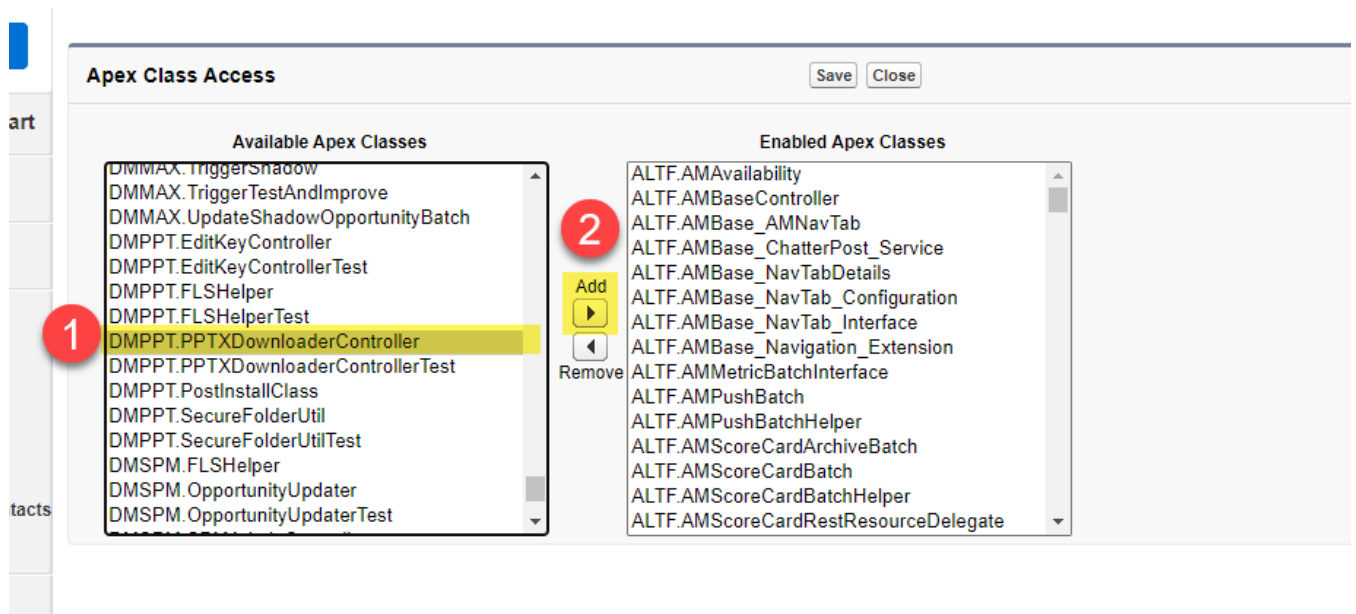 Apex Class Access
Save
Close
art
Available Apex Classes
Enabled Apex Classes
DMMAX.TriggerShadow
DMMAX.TriggerTestAndImprove
DMMAX.UpdateShadowOpportunityBatch
DMPPT.EditKeyController
DMPPT.EditKeyControllerTest
DMPPT.FLSHelper
DMPPT.FLSHelperTest
DMPPT.PPTXDownloaderController
DMPPT.PPTXDownloaderControllerTest
DMPPT.PostInstallClass
DMPPT.SecureFolderUtil
DMPPT.SecureFolderUtilTest
DMSPM.FLSHelper
DMSPM.OpportunityUpdater
DMSPM.OpportunityUpdaterTest
1
2
Add
Remove
ALTF.AMAvailability
ALTF.AMBaseController
ALTF.AMBase_AMNavTab
ALTF.AMBase_ChatterPost_Service
ALTF.AMBase_NavTabDetails
ALTF.AMBase_NavTab_Configuration
ALTF.AMBase_NavTab_Interface
ALTF.AMBase_Navigation_Extension
ALTF.AMMetricBatchInterface
ALTF.AMPushBatch
ALTF.AMPushBatchHelper
ALTF.AMScoreCardArchiveBatch
ALTF.AMScoreCardBatch
ALTF.AMScoreCardBatchHelper
ALTF.AMScoreCardRestResourceDelegate
tacts